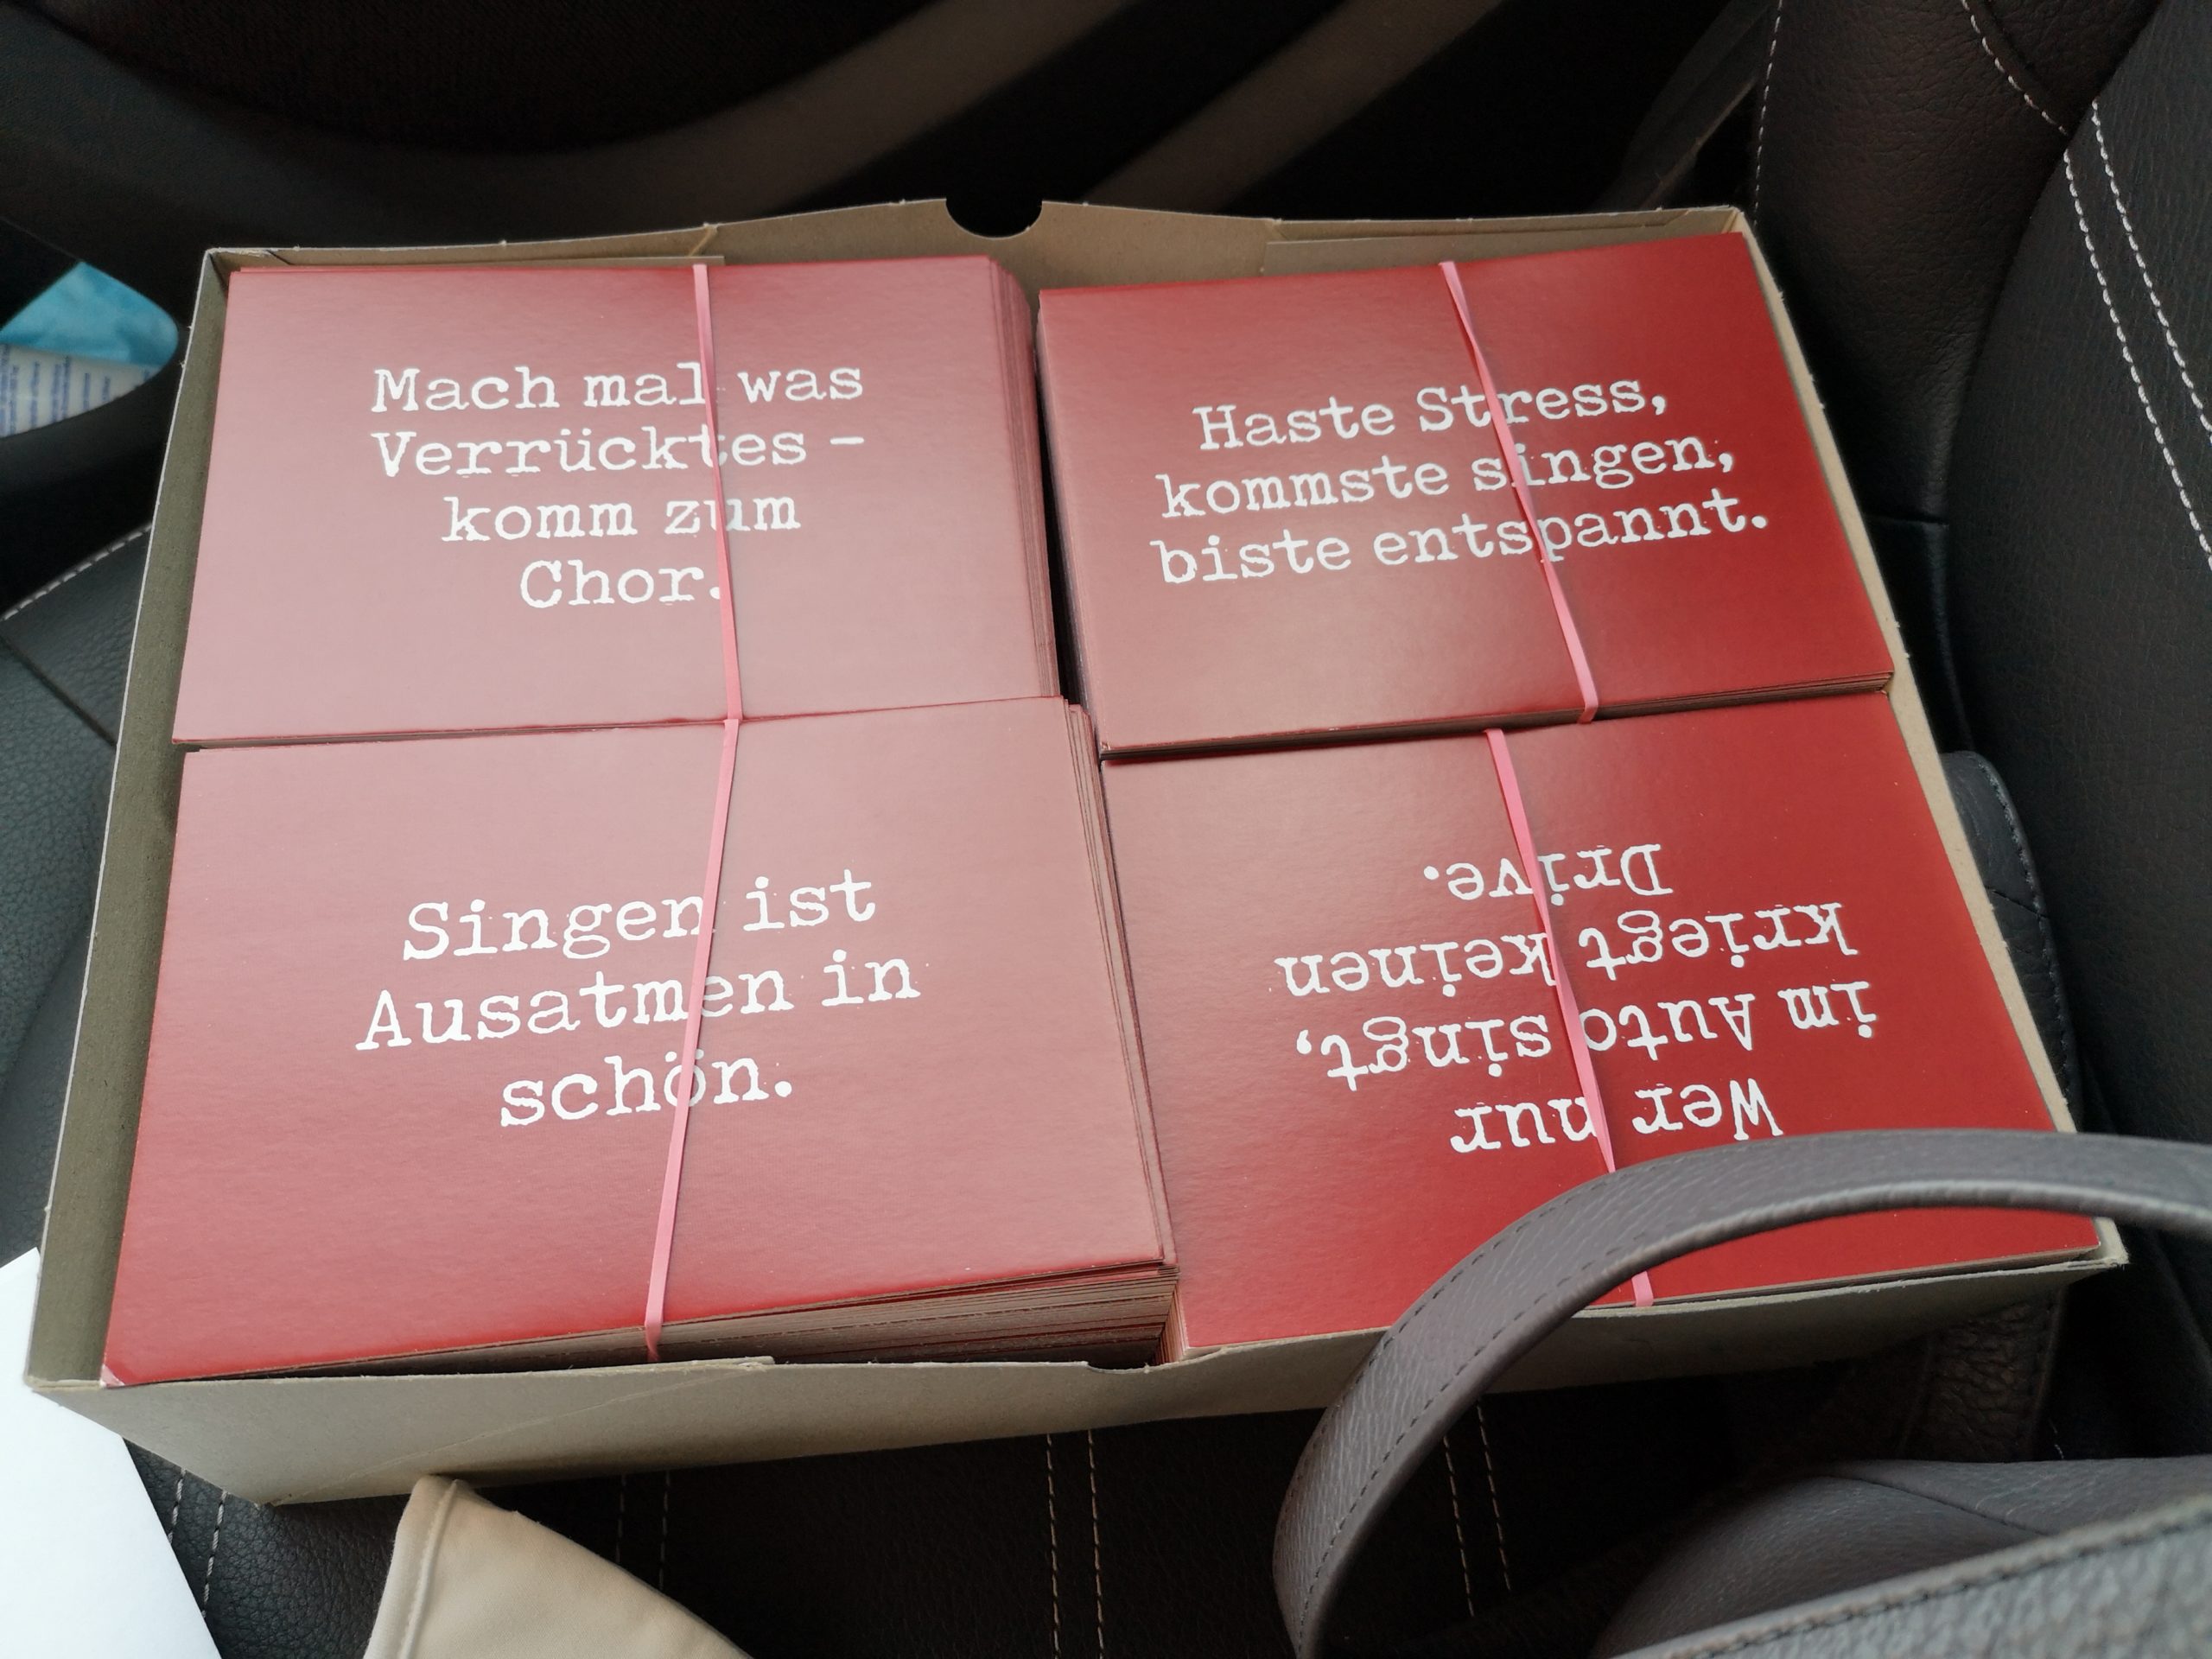 Mach mal was
Verrücktes -
komm zum
Chor.
Haste Stress,
kommste singen,
biste entspannt.
Singen ist
Ausatmen in
schön.
Wer nur
im Auto singt,
kriegt keinen
Drive.